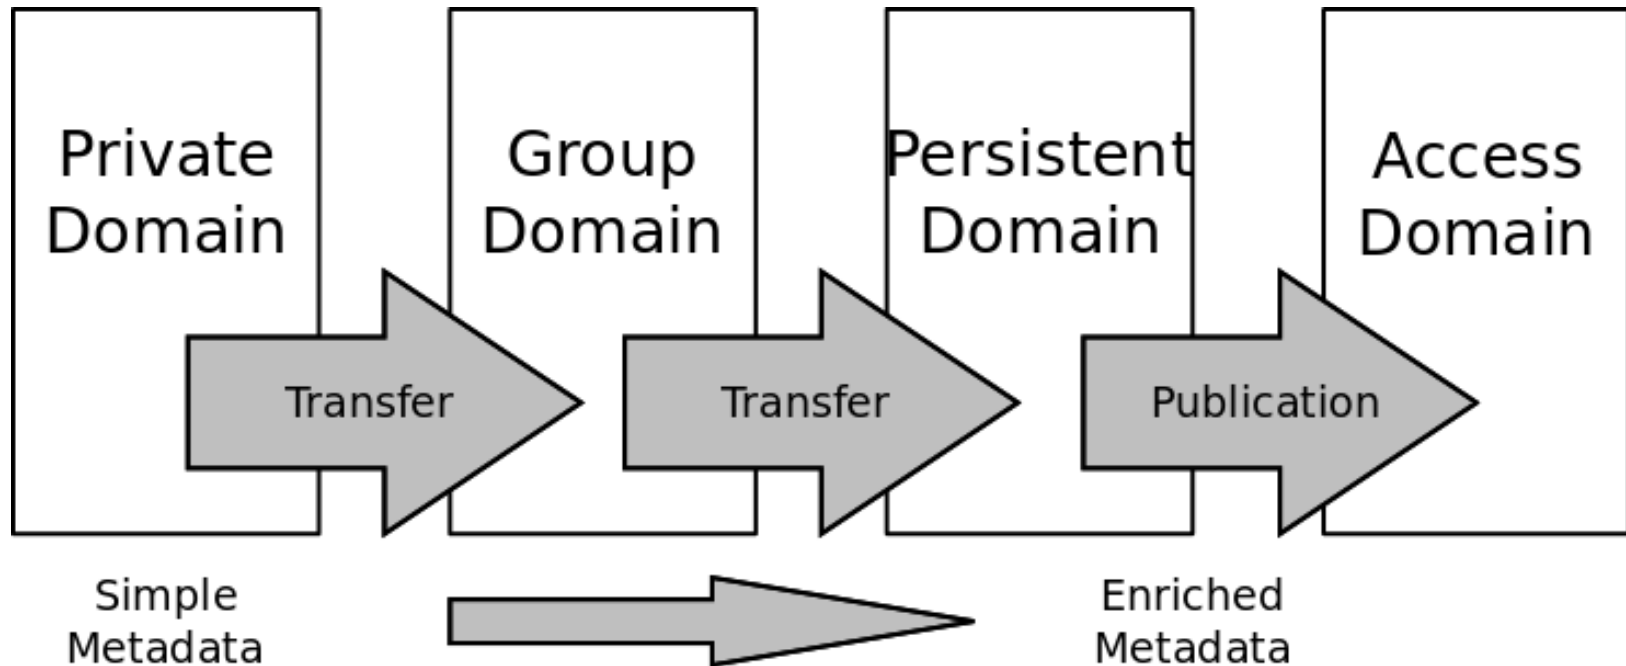 Private
Domain
Group
Domain
Persistent
Domain
Access
Domain
Transfer
Transfer
Publication
Simple
Metadata
Enriched
Metadata